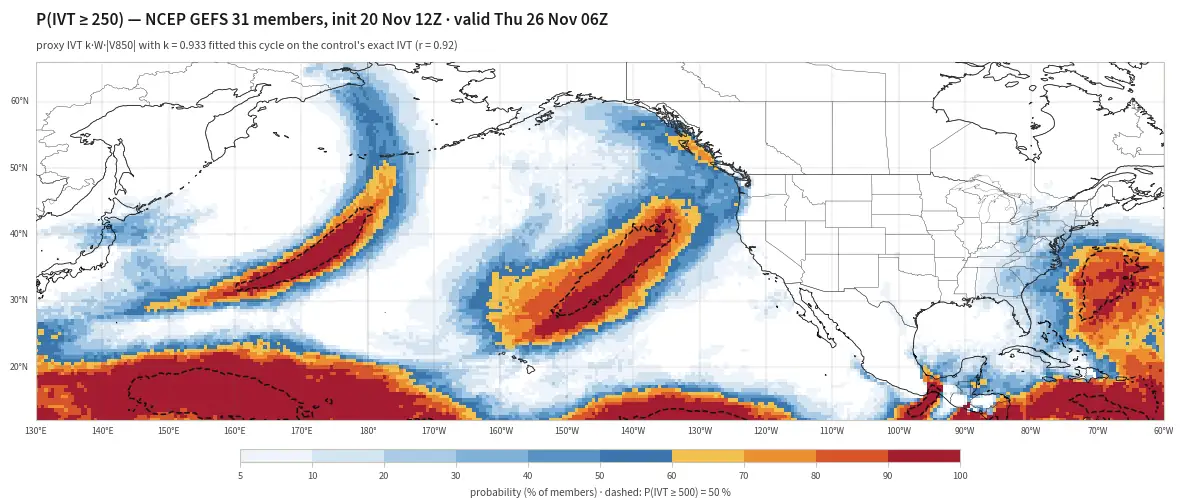 P(IVT ≥ 250) — NCEP GEFS 31 members, init 20 Nov 12Z · valid Thu 26 Nov 06Z
proxy IVT k·W·|V850| with k = 0.933 fitted this cycle on the control's exact IVT (r = 0.92)
60°N
50°N
40°N
30°N
20°N
130°E 140°E 150°E 160°E 170°E 180° 170°W 160°W 150°W 140°W 130°W 120°W 110°W 100°W 90°W 80°W 70°W 60°W
5 10 20 30 40 50 60 70 80 90 100
probability (% of members) · dashed: P(IVT ≥ 500) = 50 %